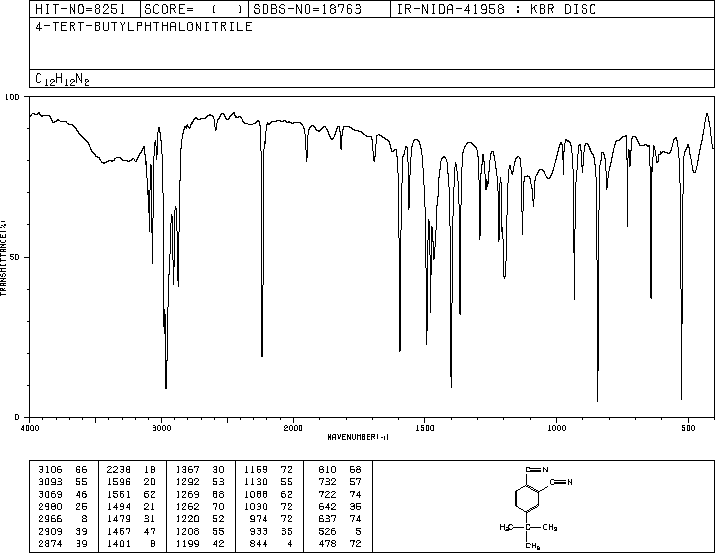 HIT-NO=8251 SCORE= ( ) SDBS-NO=18763 IR-NIDA-41958 : KBR DISC
4-TERT-BUTYLPHTHALONITRILE
C12H12N2
100
TRANSMITTANCE(%)
50
0
4000 3000 2000 1500 1000 500
WAVENUMBER(-1)
3106 66 2238 18 1367 30 1169 72 810 68
3093 55 1596 20 1292 53 1130 55 732 57
3069 46 1561 62 1269 68 1088 62 722 74
2980 26 1494 21 1262 70 1030 72 642 36
2966 8 1479 31 1220 52 974 72 637 74
2909 39 1467 47 1208 55 933 35 526 5
2874 39 1401 8 1199 42 844 4 478 72
C≡N
C≡N
H3C C CH3
CH3